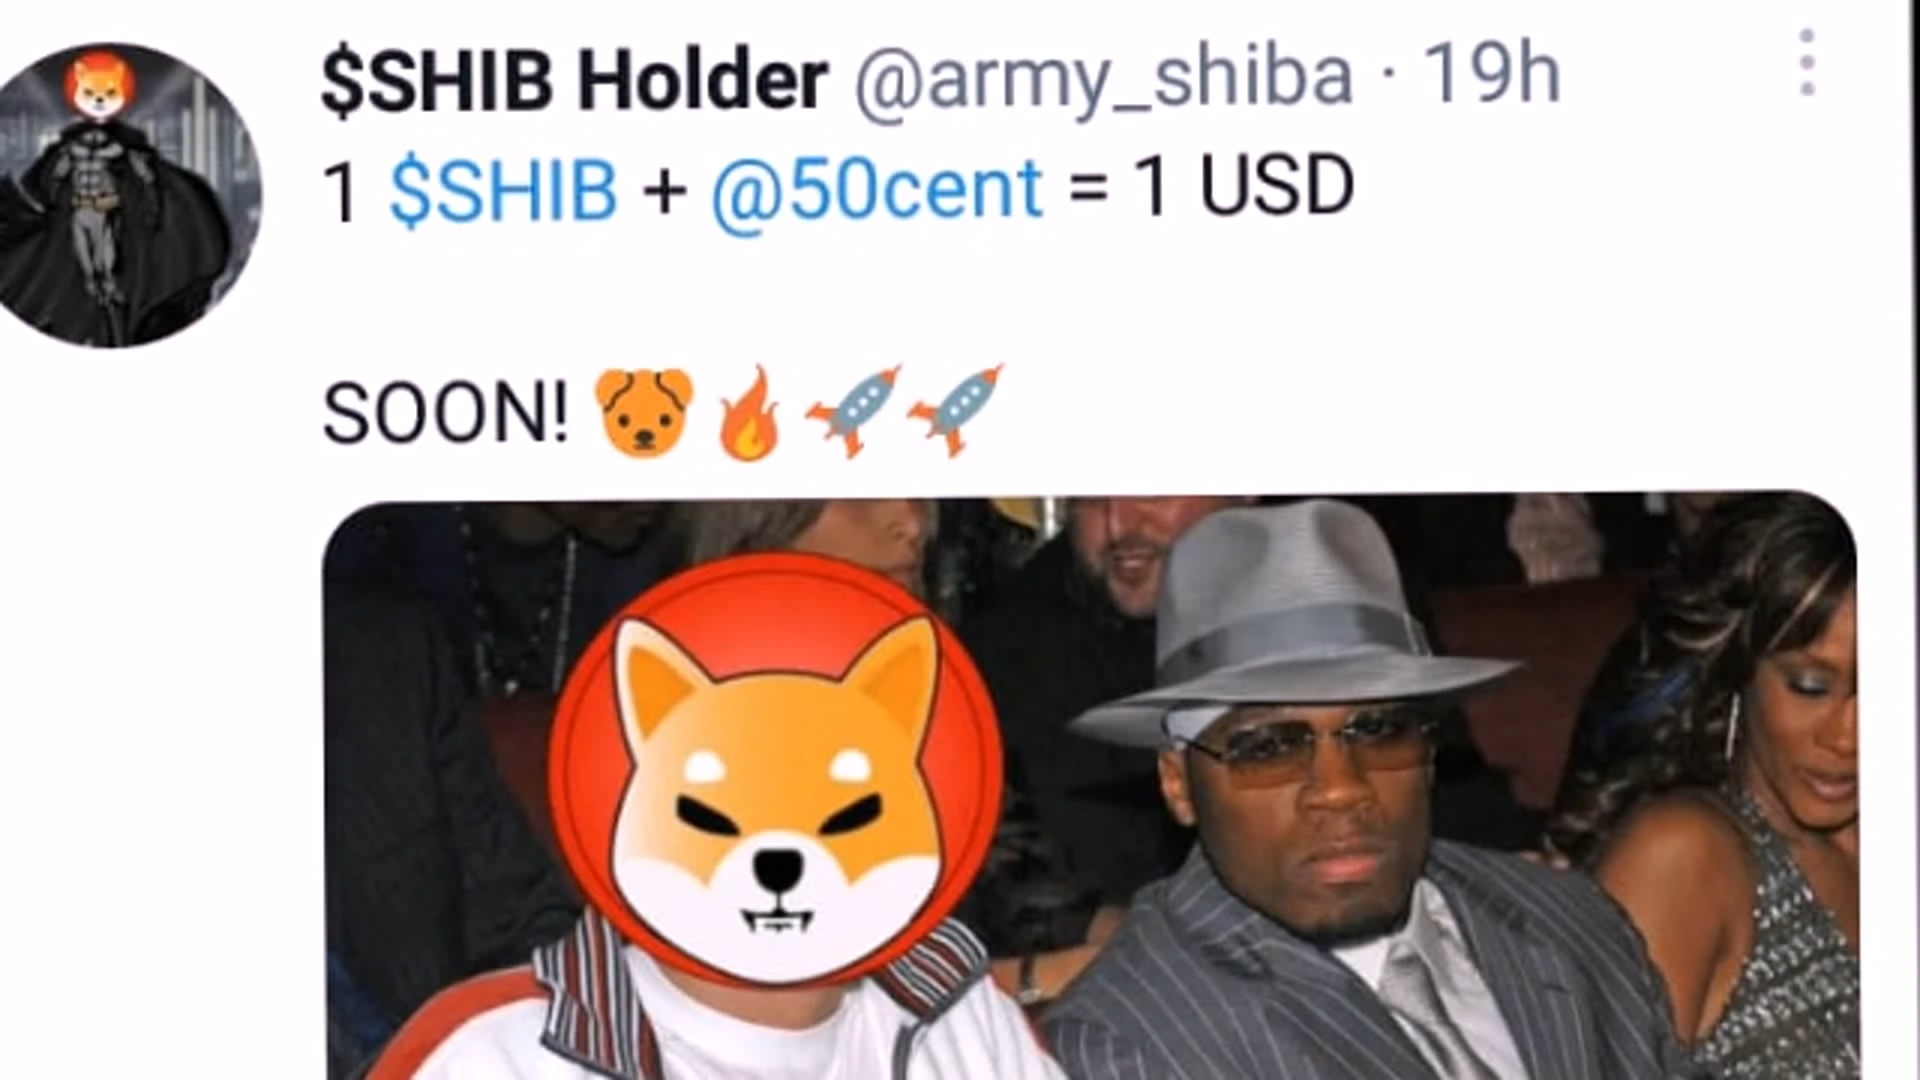 $SHIB Holder @army_shiba · 19h
1 $SHIB + @50cent = 1 USD
SOON! 🐶🔥🚀🚀